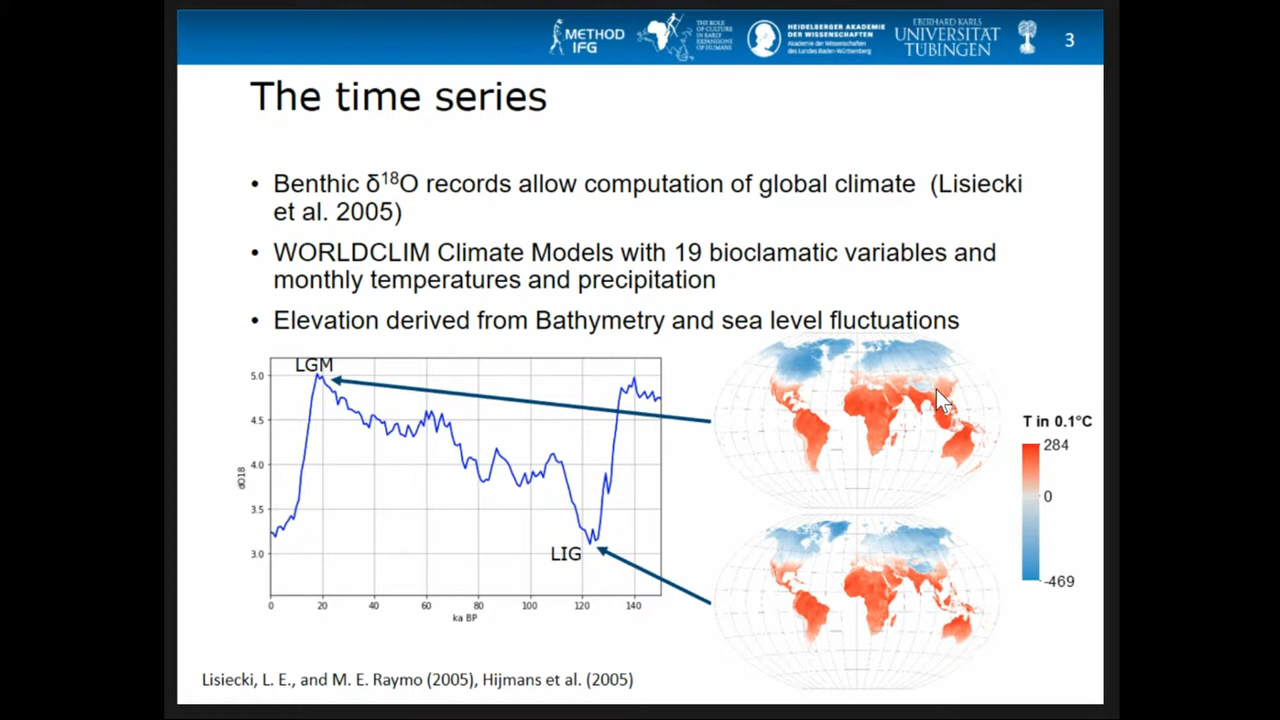 METHOD
IFG
THE ROLE
OF CULTURE
IN EARLY
EXPANSIONS
OF HUMANS
HEIDELBERGER AKADEMIE
DER WISSENSCHAFTEN
Akademie der Wissenschaften
des Landes Baden-Württemberg
EBERHARD KARLS
UNIVERSITÄT
TÜBINGEN
3
The time series
• Benthic δ18O records allow computation of global climate (Lisiecki
et al. 2005)
• WORLDCLIM Climate Models with 19 bioclamatic variables and
monthly temperatures and precipitation
• Elevation derived from Bathymetry and sea level fluctuations
LGM
5.0
4.5
4.0
3.5
3.0
dO18
LIG
0 20 40 60 80 100 120 140
ka BP
T in 0.1°C
284
0
-469
Lisiecki, L. E., and M. E. Raymo (2005), Hijmans et al. (2005)